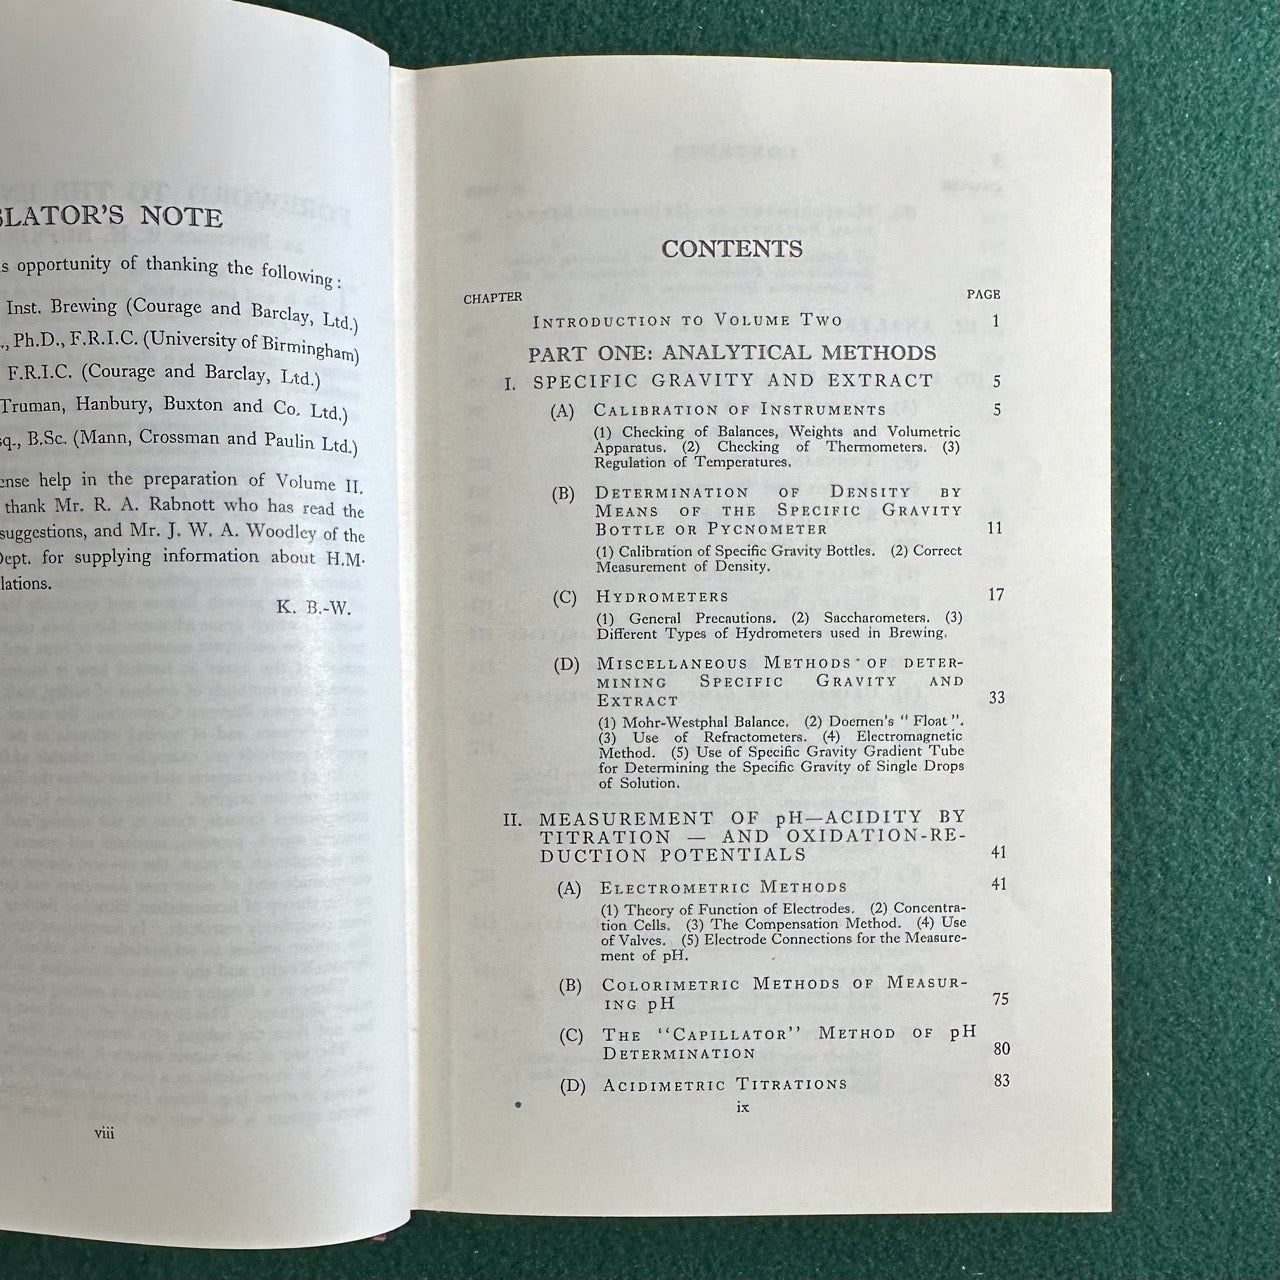 SLATOR'S NOTE
s opportunity of thanking the following :
Inst. Brewing (Courage and Barclay, Ltd.)
., Ph.D., F.R.I.C. (University of Birmingham)
F.R.I.C. (Courage and Barclay, Ltd.)
Truman, Hanbury, Buxton and Co. Ltd.)
sq., B.Sc. (Mann, Crossman and Paulin Ltd.)
ense help in the preparation of Volume II.
thank Mr. R. A. Rabnott who has read the
suggestions, and Mr. J. W. A. Woodley of the
Dept. for supplying information about H.M.
lations.
K. B.-W.
viii
CONTENTS
CHAPTER PAGE
INTRODUCTION TO VOLUME TWO 1
PART ONE: ANALYTICAL METHODS
I. SPECIFIC GRAVITY AND EXTRACT 5
(A) CALIBRATION OF INSTRUMENTS 5
(1) Checking of Balances, Weights and Volumetric
Apparatus. (2) Checking of Thermometers. (3)
Regulation of Temperatures.
(B) DETERMINATION OF DENSITY BY
MEANS OF THE SPECIFIC GRAVITY
BOTTLE OR PYCNOMETER 11
(1) Calibration of Specific Gravity Bottles. (2) Correct
Measurement of Density.
(C) HYDROMETERS 17
(1) General Precautions. (2) Saccharometers. (3)
Different Types of Hydrometers used in Brewing.
(D) MISCELLANEOUS METHODS OF DETER-
MINING SPECIFIC GRAVITY AND
EXTRACT 33
(1) Mohr-Westphal Balance. (2) Doemen's " Float ".
(3) Use of Refractometers. (4) Electromagnetic
Method. (5) Use of Specific Gravity Gradient Tube
for Determining the Specific Gravity of Single Drops
of Solution.
II. MEASUREMENT OF pH—ACIDITY BY
TITRATION — AND OXIDATION-RE-
DUCTION POTENTIALS 41
(A) ELECTROMETRIC METHODS 41
(1) Theory of Function of Electrodes. (2) Concentra-
tion Cells. (3) The Compensation Method. (4) Use
of Valves. (5) Electrode Connections for the Measure-
ment of pH.
(B) COLORIMETRIC METHODS OF MEASUR-
ING pH 75
(C) THE "CAPILLATOR" METHOD OF pH
DETERMINATION 80
(D) ACIDIMETRIC TITRATIONS 83
ix